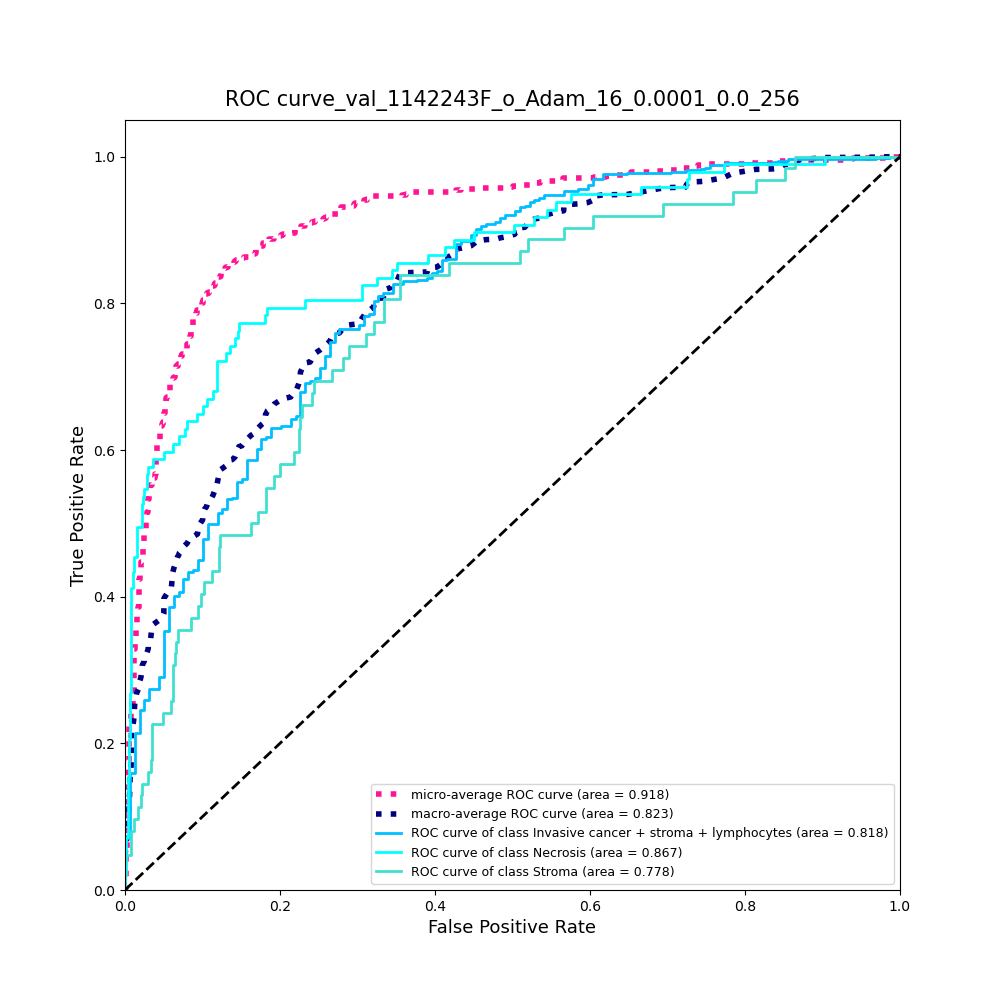 ROC curve_val_1142243F_o_Adam_16_0.0001_0.0_256
True Positive Rate
1.0
0.8
0.6
0.4
0.2
0.0
micro-average ROC curve (area = 0.918)
macro-average ROC curve (area = 0.823)
ROC curve of class Invasive cancer + stroma + lymphocytes (area = 0.818)
ROC curve of class Necrosis (area = 0.867)
ROC curve of class Stroma (area = 0.778)
0.0 0.2 0.4 0.6 0.8 1.0
False Positive Rate